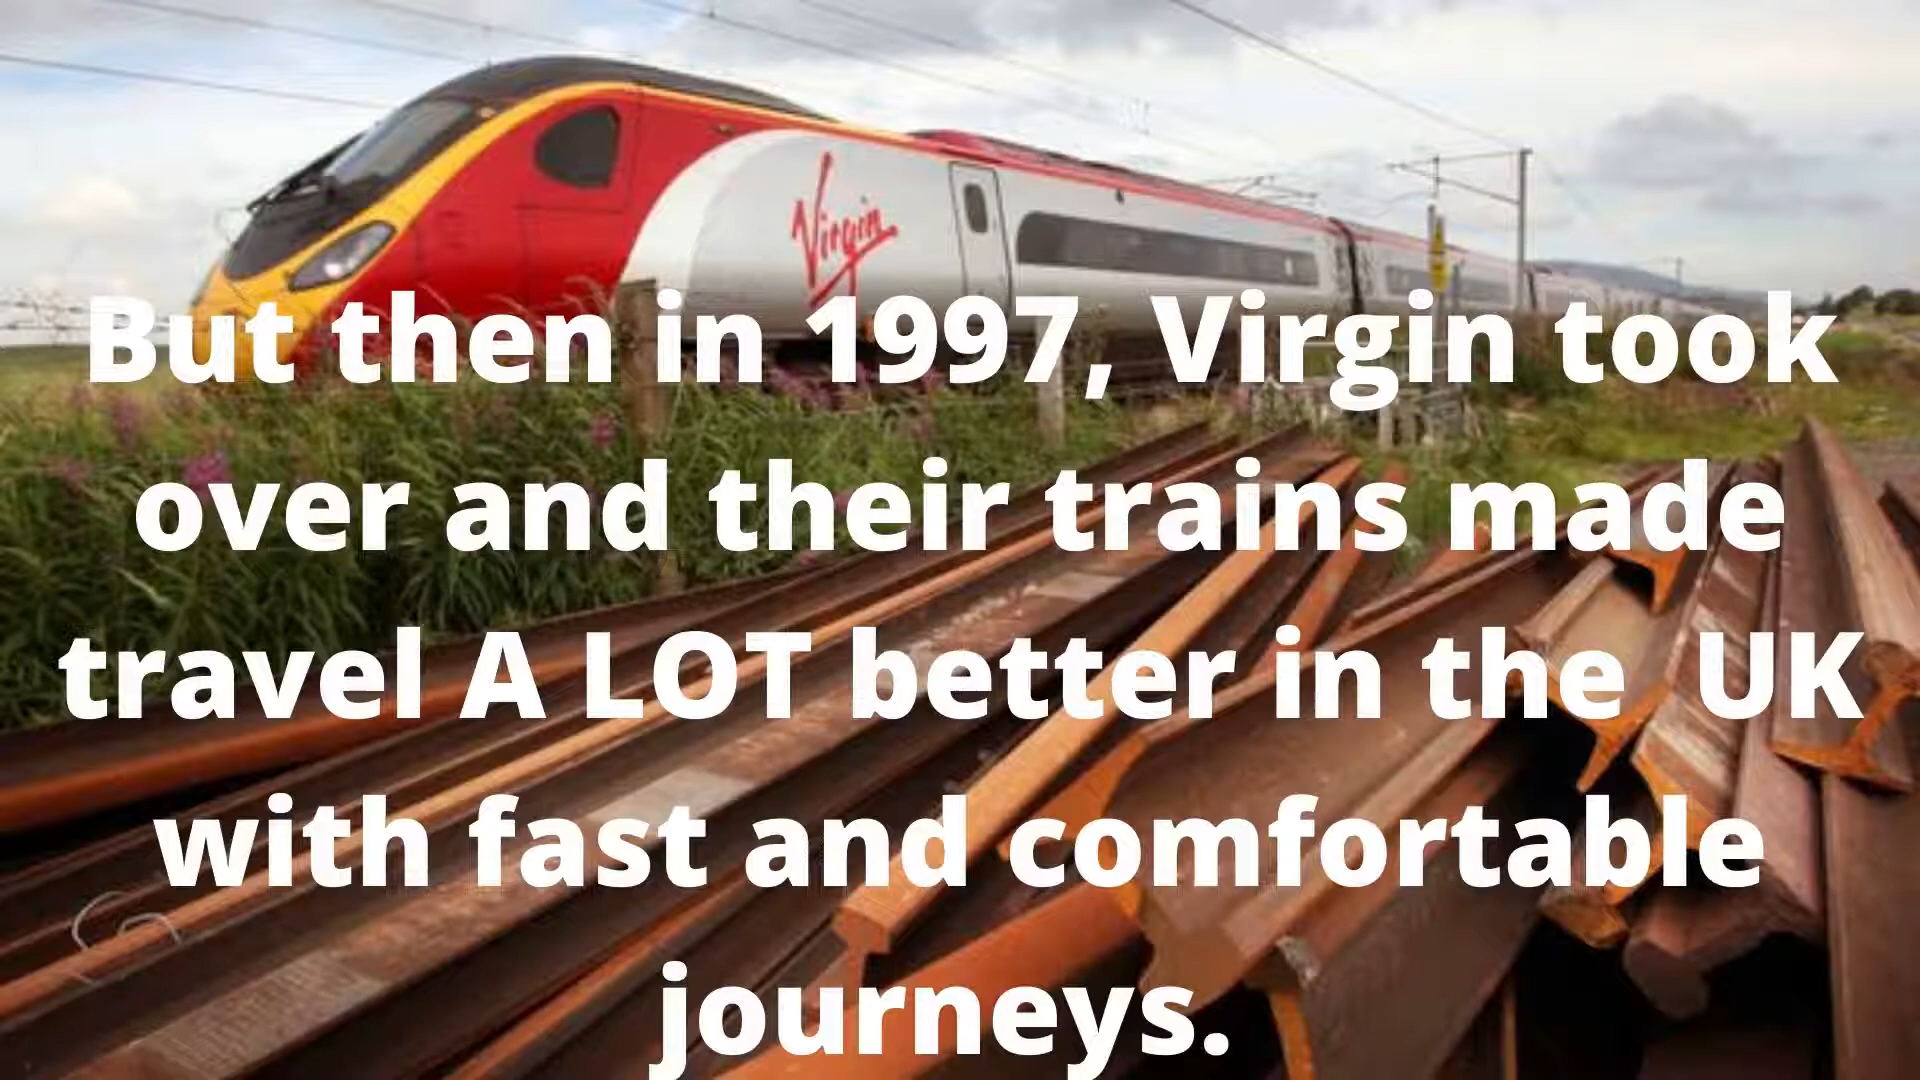 Virgin
But then in 1997, Virgin took
over and their trains made
travel A LOT better in the  UK
with fast and comfortable
journeys.